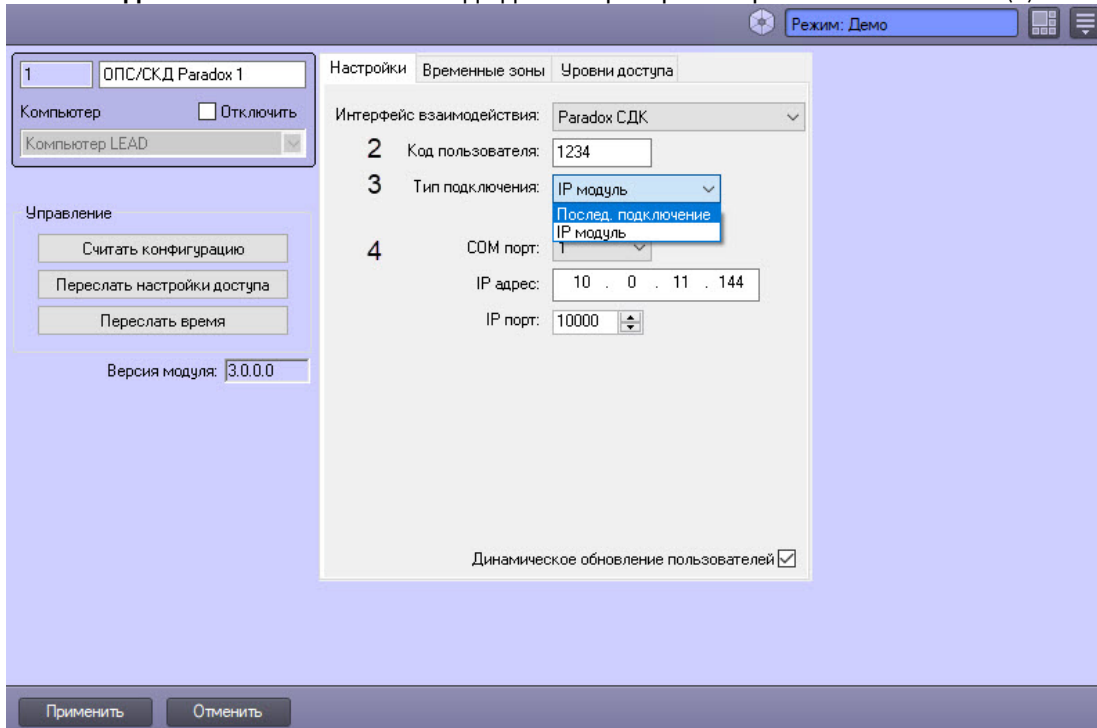 Режим: Демо
1 ОПС/СКД Paradox 1
Компьютер Отключить
Компьютер LEAD
Управление
Считать конфигурацию
Переслать настройки доступа
Переслать время
Версия модуля: 3.0.0.0
Настройки Временные зоны Уровни доступа
Интерфейс взаимодействия: Paradox СДК
2 Код пользователя: 1234
3 Тип подключения: IP модуль
Послед. подключение
IP модуль
4 COM порт: 1
IP адрес: 10 . 0 . 11 . 144
IP порт: 10000
Динамическое обновление пользователей
Применить Отменить